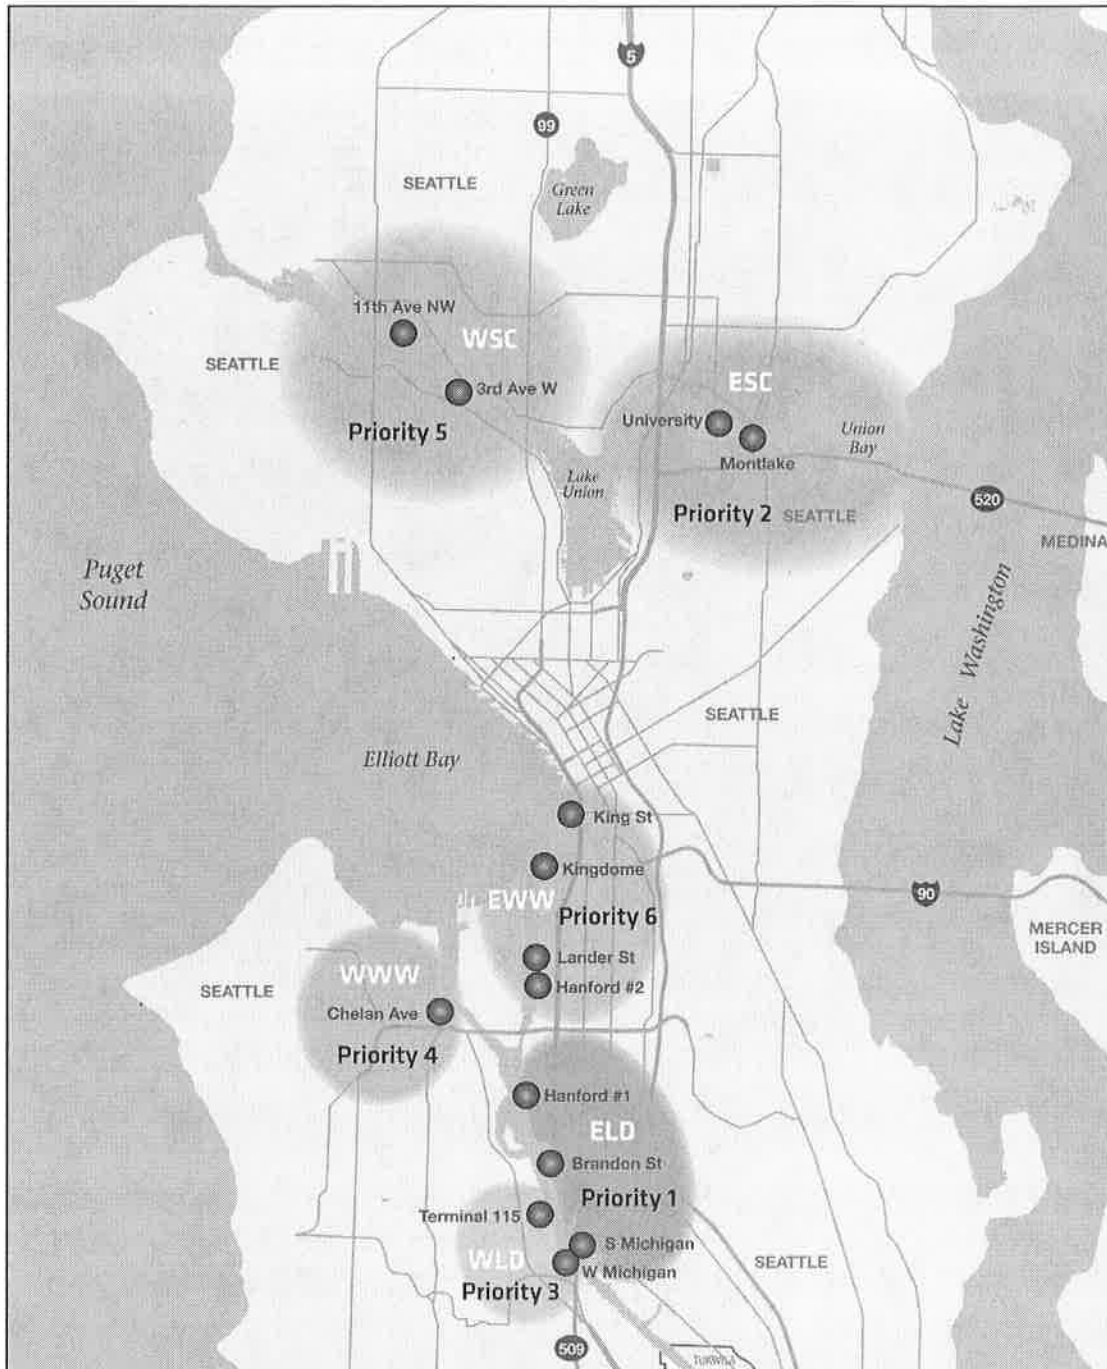 5
99
SEATTLE
Green
Lake
11th Ave NW
WSC
SEATTLE
3rd Ave W
ESC
University
Union
Bay
Priority 5
Montlake
Lake
Union
520
Priority 2
SEATTLE
MEDINA
Puget
Sound
Lake Washington
SEATTLE
Elliott Bay
King St
Kingdome
90
EWW
Priority 6
MERCER
ISLAND
Lander St
WWW
SEATTLE
Hanford #2
Chelan Ave
Priority 4
Hanford #1
ELD
Brandon St
Priority 1
Terminal 115
S Michigan
WLD
W Michigan
SEATTLE
Priority 3
509
TUKWILA